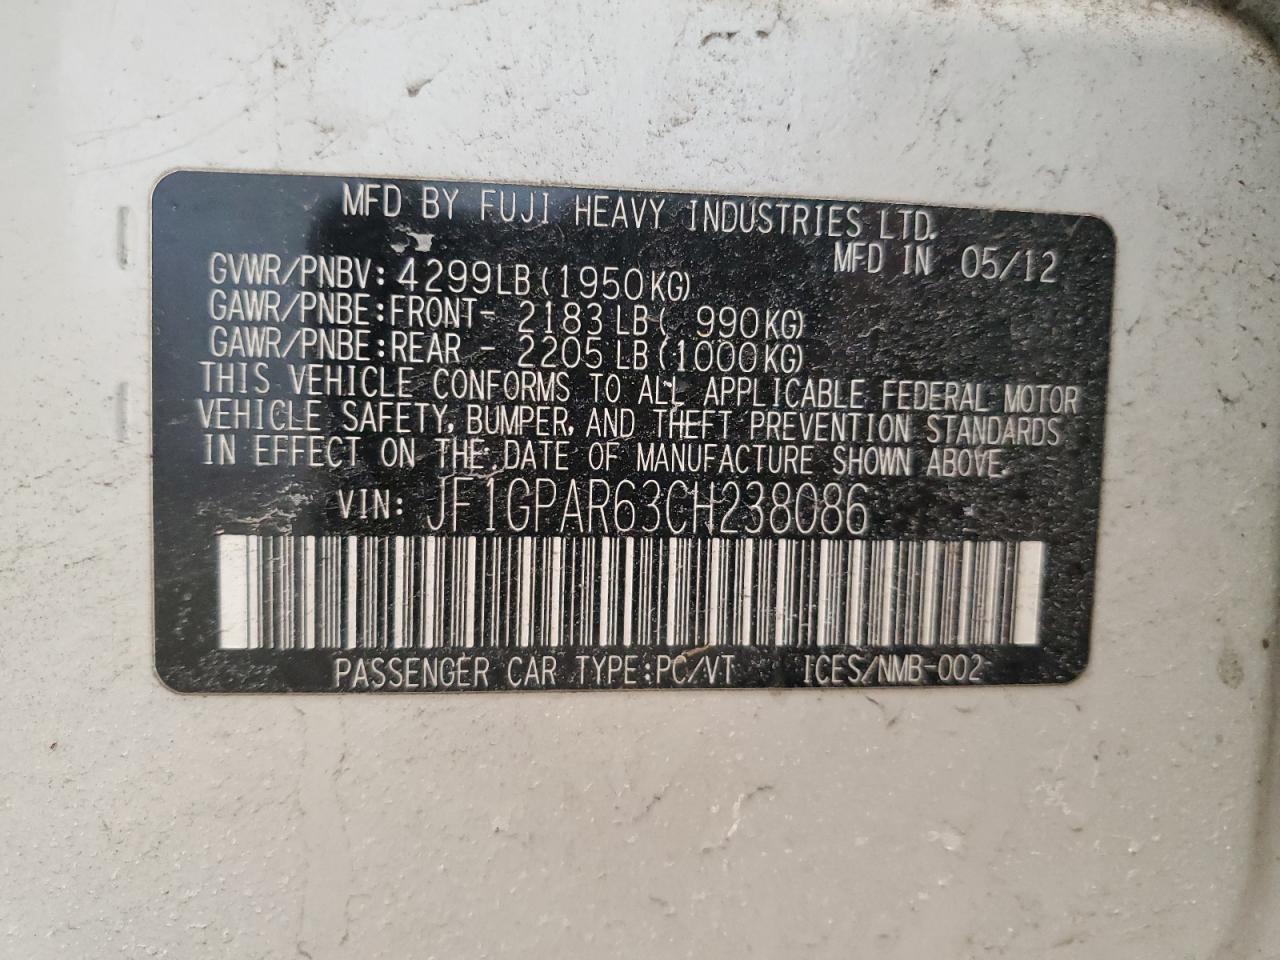 MFD BY FUJI HEAVY INDUSTRIES LTD.
MFD IN 05/12
GVWR/PNBV: 4299LB (1950KG)
GAWR/PNBE:FRONT- 2183 LB( 990KG)
GAWR/PNBE:REAR - 2205 LB (1000KG)
THIS VEHICLE CONFORMS TO ALL APPLICABLE FEDERAL MOTOR
VEHICLE SAFETY, BUMPER, AND THEFT PREVENTION STANDARDS
IN EFFECT ON THE DATE OF MANUFACTURE SHOWN ABOVE.
VIN: JF1GPAR63CH238086
PASSENGER CAR TYPE:PC/VT ICES/NMB-002